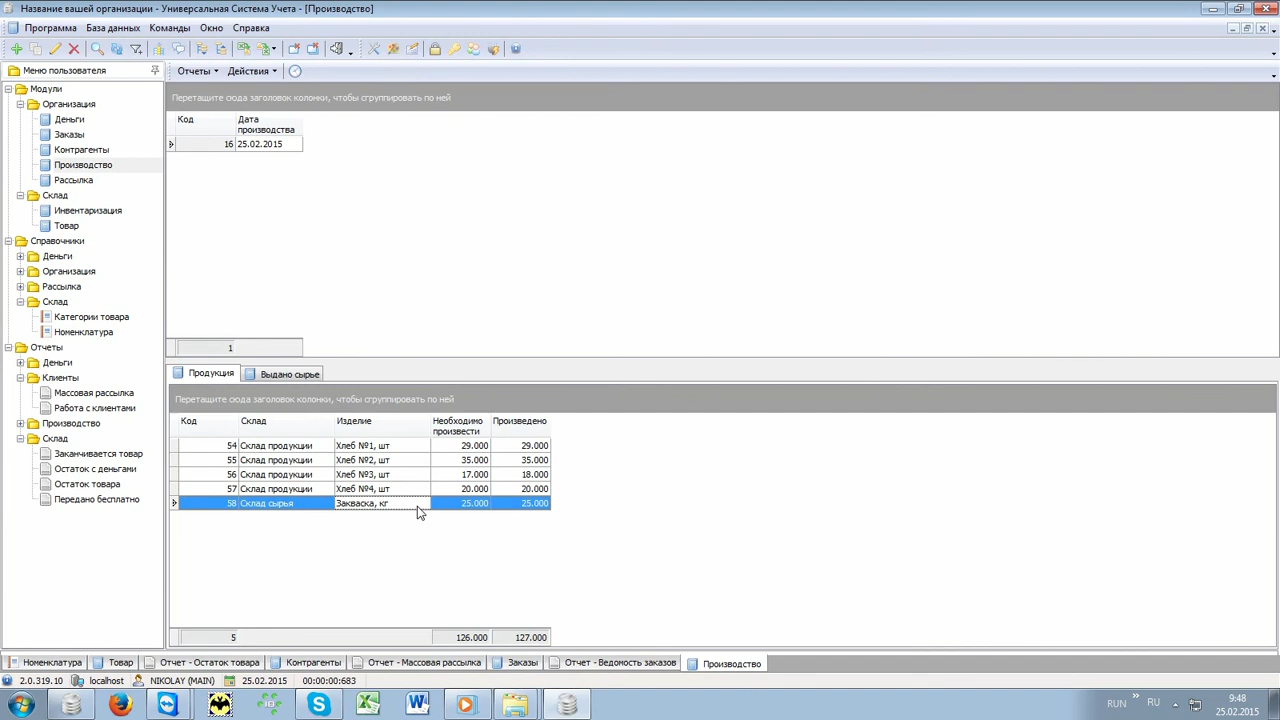 Название вашей организации - Универсальная Система Учета - [Производство]
Программа База данных Команды Окно Справка
Меню пользователя
Отчеты Действия
Модули
Организация
Деньги
Заказы
Контрагенты
Производство
Рассылка
Склад
Инвентаризация
Товар
Справочники
Деньги
Организация
Рассылка
Склад
Категории товара
Номенклатура
Отчеты
Деньги
Клиенты
Массовая рассылка
Работа с клиентами
Производство
Склад
Заканчивается товар
Остаток с деньгами
Остаток товара
Передано бесплатно
Перетащите сюда заголовок колонки, чтобы сгруппировать по ней
Код Дата
производства
16 25.02.2015
1
Продукция Выдано сырье
Перетащите сюда заголовок колонки, чтобы сгруппировать по ней
Код Склад Изделие Необходимо Произведено
произвести
54 Склад продукции Хлеб №1, шт 29.000 29.000
55 Склад продукции Хлеб №2, шт 35.000 35.000
56 Склад продукции Хлеб №3, шт 17.000 18.000
57 Склад продукции Хлеб №4, шт 20.000 20.000
58 Склад сырья Закваска, кг 25.000 25.000
5 126.000 127.000
Номенклатура Товар Отчет - Остаток товара Контрагенты Отчет - Массовая рассылка Заказы Отчет - Ведомость заказов Производство
2.0.319.10 localhost NIKOLAY (MAIN) 25.02.2015 00:00:00:683
RUN RU 9:48
25.02.2015